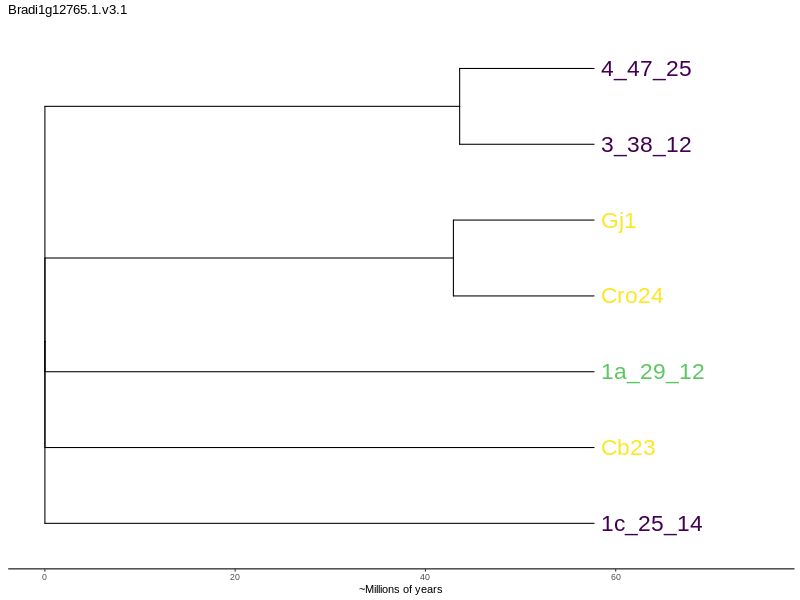 Bradi1g12765.1.v3.1
4_47_25
3_38_12
Gj1
Cro24
1a_29_12
Cb23
1c_25_14
0 20 40 60
~Millions of years